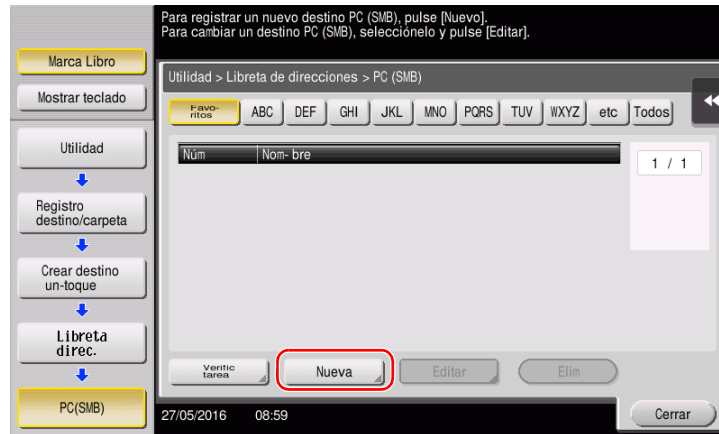 Para registrar un nuevo destino PC (SMB), pulse [Nuevo].
Para cambiar un destino PC (SMB), selecciónelo y pulse [Editar].
Marca Libro
Mostrar teclado
Utilidad
Registro
destino/carpeta
Crear destino
un-toque
Libreta
direc.
PC(SMB)
Utilidad > Libreta de direcciones > PC (SMB)
Favo-
ritos
ABC
DEF
GHI
JKL
MNO
PQRS
TUV
WXYZ
etc
Todos
Núm
Nom- bre
1 / 1
Verific
tarea
Nueva
Editar
Elim
27/05/2016 08:59
Cerrar